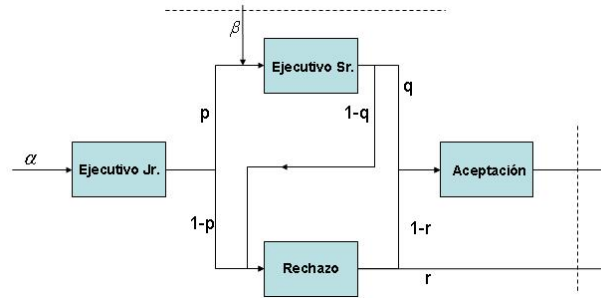 β
Ejecutivo Sr.
p
1-q
q
α
Ejecutivo Jr.
Aceptación
1-p
1-r
Rechazo
r